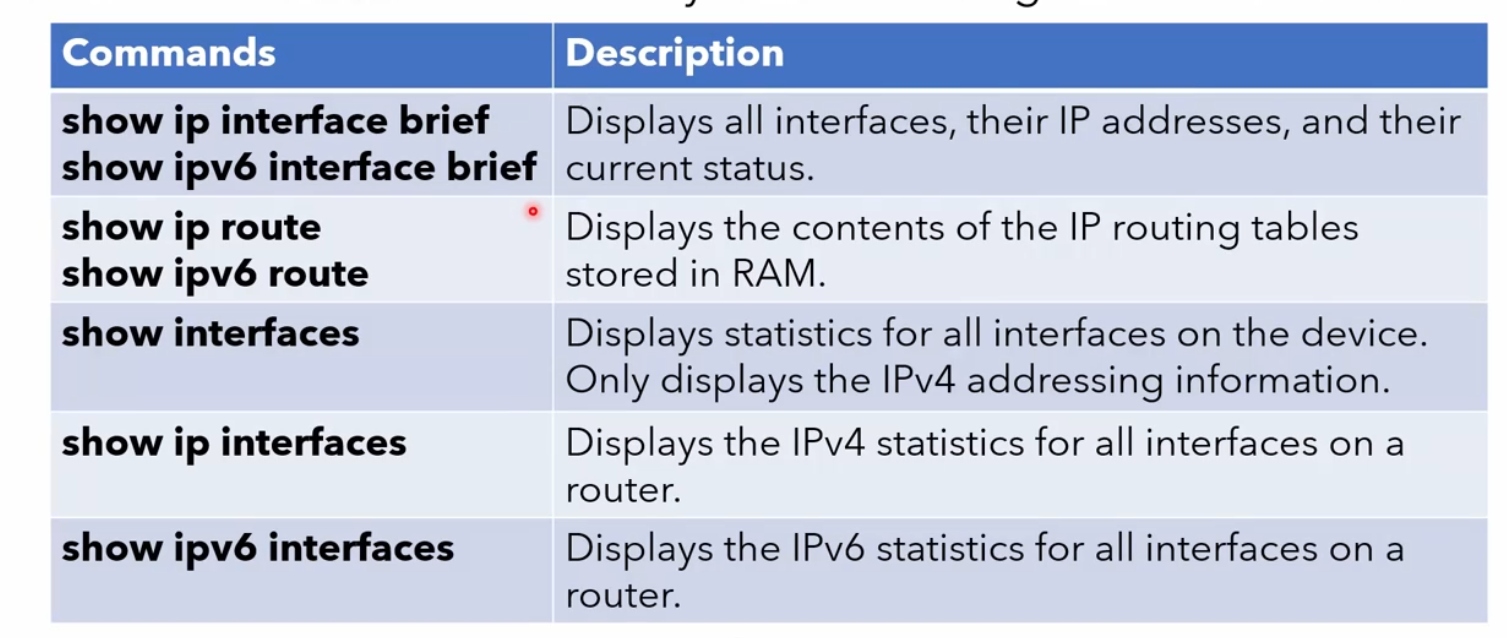 Commands
Description
show ip interface brief
show ipv6 interface brief
Displays all interfaces, their IP addresses, and their
current status.
show ip route
show ipv6 route
Displays the contents of the IP routing tables
stored in RAM.
show interfaces
Displays statistics for all interfaces on the device.
Only displays the IPv4 addressing information.
show ip interfaces
Displays the IPv4 statistics for all interfaces on a
router.
show ipv6 interfaces
Displays the IPv6 statistics for all interfaces on a
router.